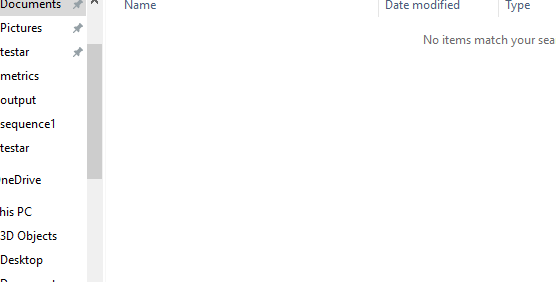 Documents
Pictures
testar
metrics
output
sequence1
testar
neDrive
his PC
3D Objects
Desktop
Name Date modified Type
No items match your sea